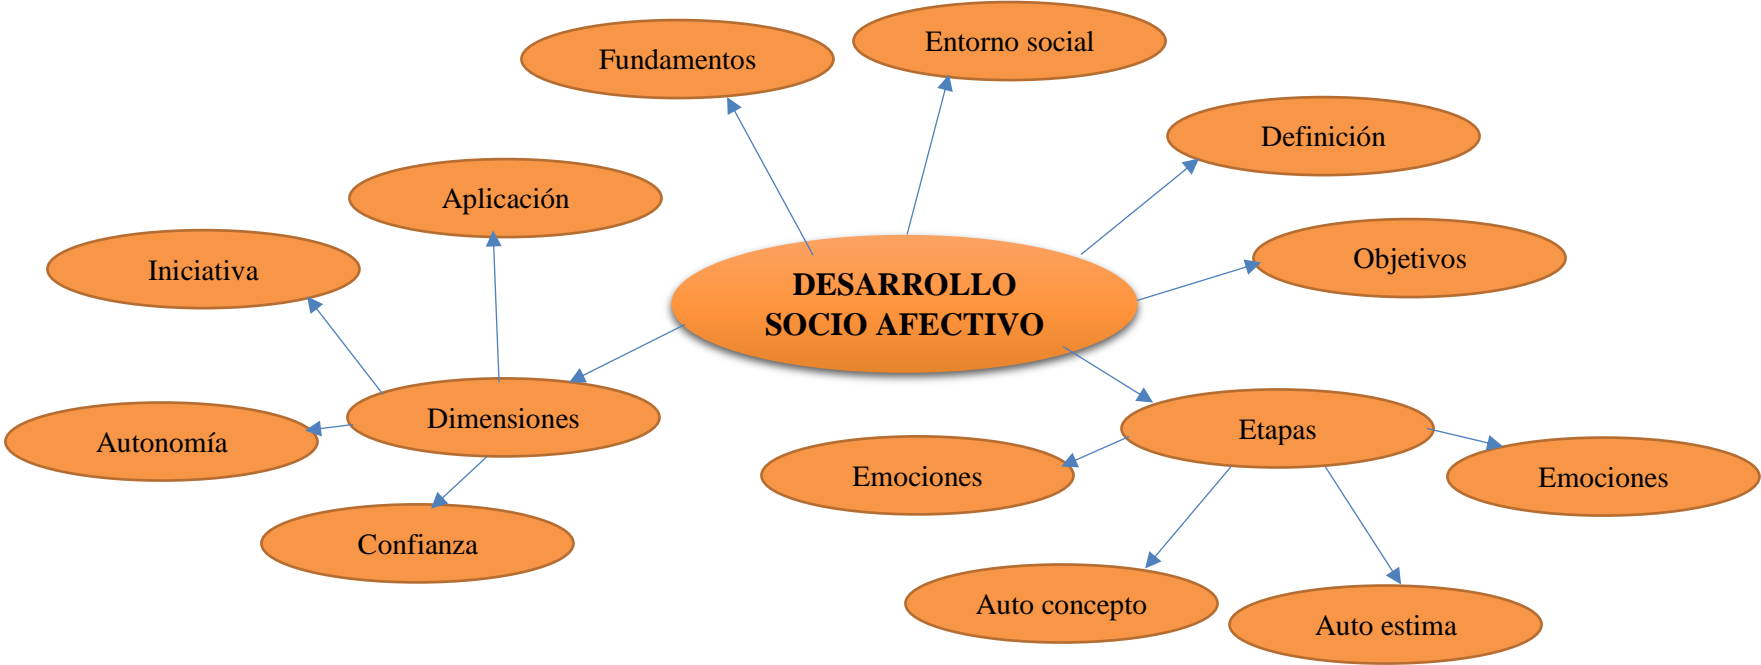 Entorno social
Fundamentos
Definición
Aplicación
Objetivos
Iniciativa
DESARROLLO
SOCIO AFECTIVO
Dimensiones
Etapas
Autonomía
Emociones
Emociones
Confianza
Auto concepto
Auto estima